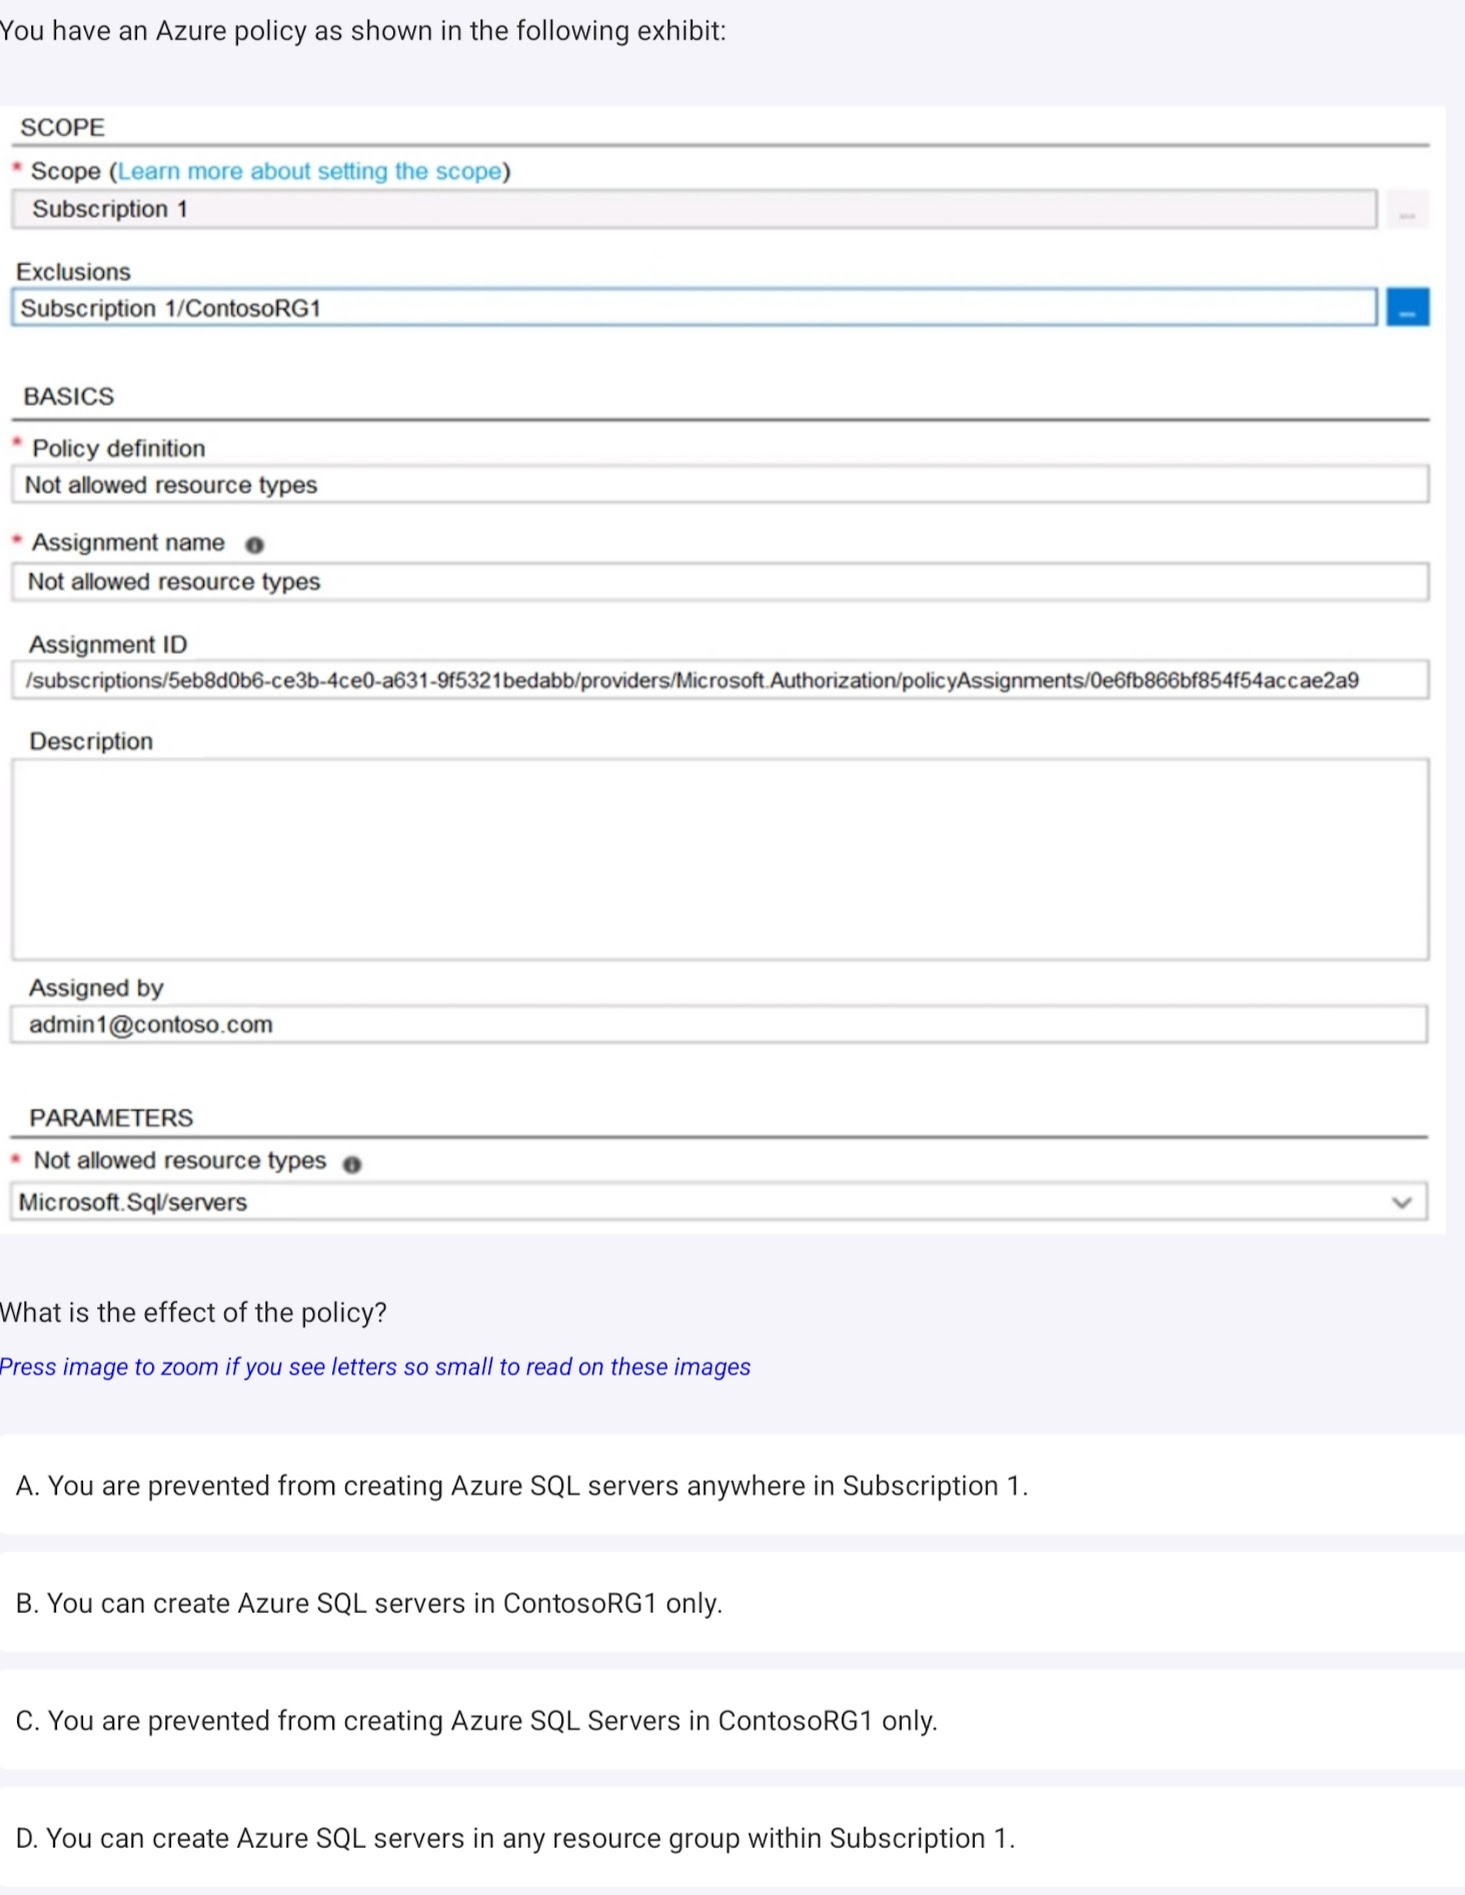 You have an Azure policy as shown in the following exhibit:
SCOPE
* Scope (Learn more about setting the scope)
Subscription 1
...
Exclusions
Subscription 1/ContosoRG1
...
BASICS
* Policy definition
Not allowed resource types
* Assignment name
Not allowed resource types
Assignment ID
/subscriptions/5eb8d0b6-ce3b-4ce0-a631-9f5321bedabb/providers/Microsoft.Authorization/policyAssignments/0e6fb866bf854f54accae2a9
Description
Assigned by
admin1@contoso.com
PARAMETERS
* Not allowed resource types
Microsoft.Sql/servers
What is the effect of the policy?
Press image to zoom if you see letters so small to read on these images
A. You are prevented from creating Azure SQL servers anywhere in Subscription 1.
B. You can create Azure SQL servers in ContosoRG1 only.
C. You are prevented from creating Azure SQL Servers in ContosoRG1 only.
D. You can create Azure SQL servers in any resource group within Subscription 1.